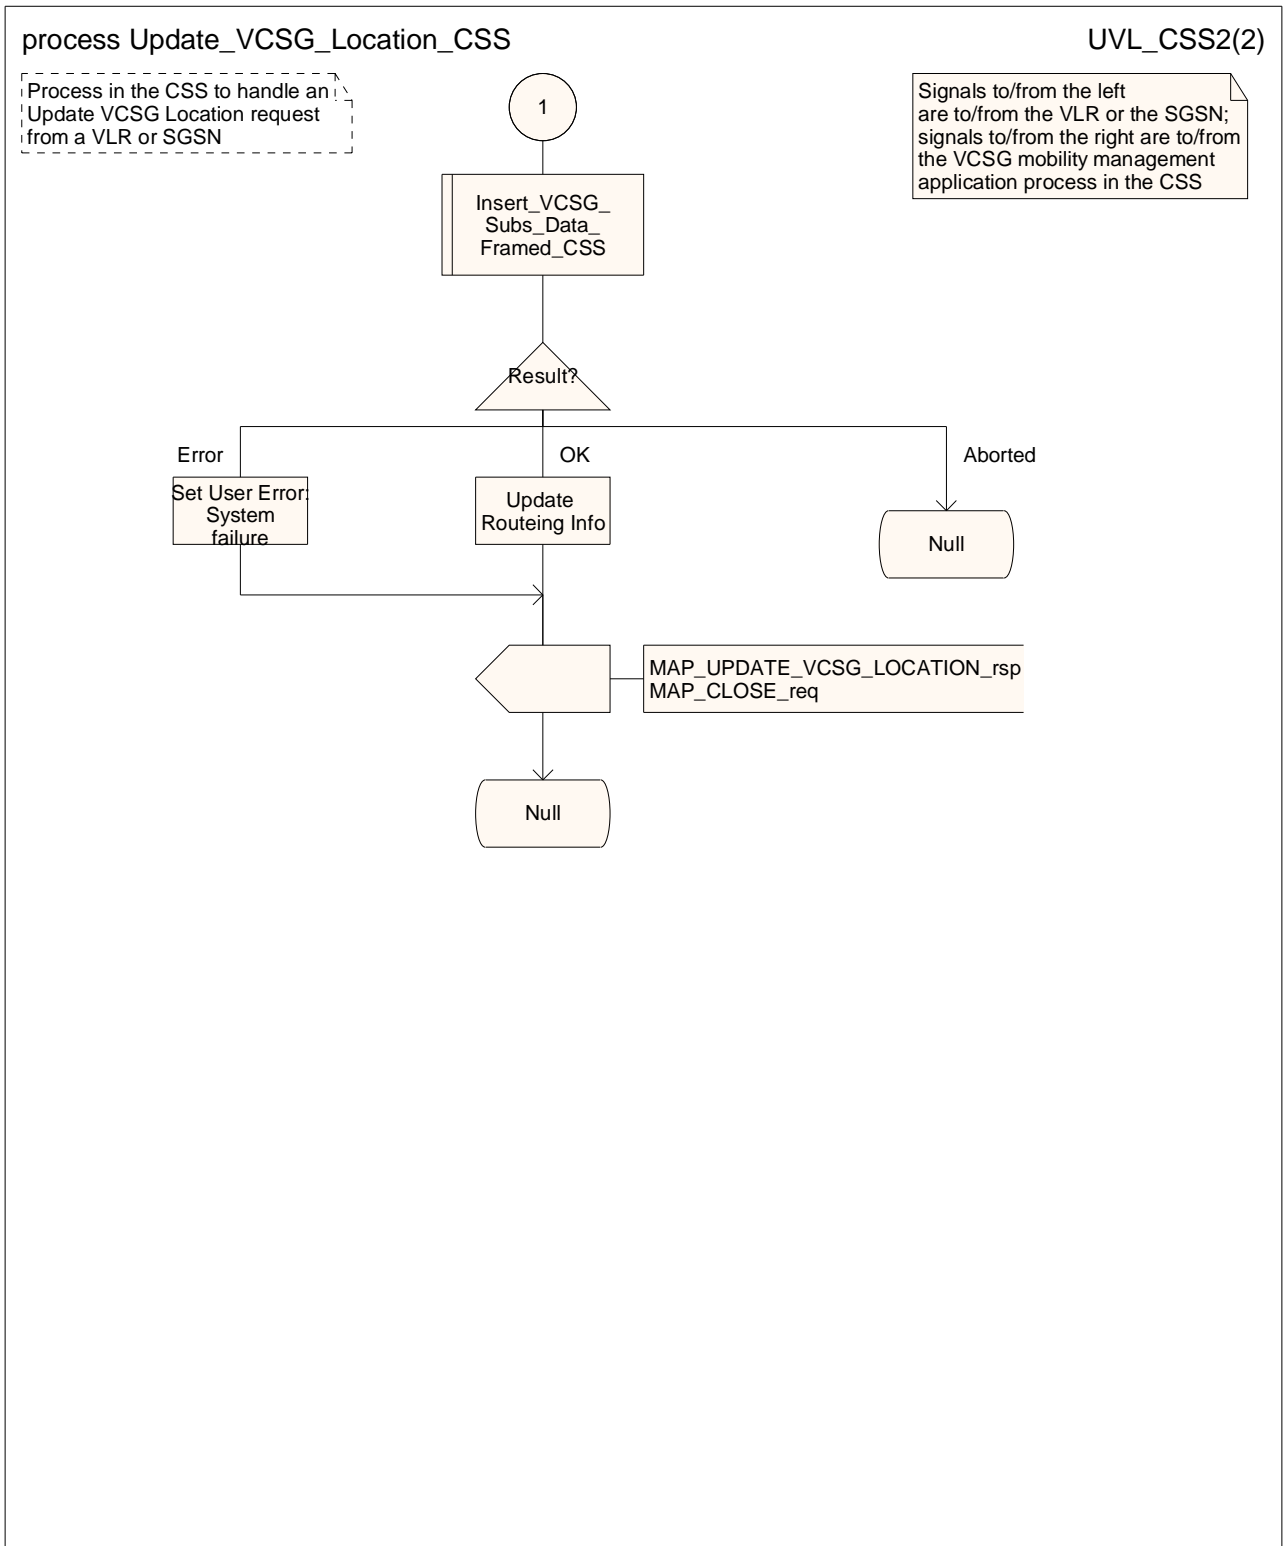 process Update_VCSG_Location_CSS
UVL_CSS2(2)
Process in the CSS to handle an
Update VCSG Location request
from a VLR or SGSN
1
Signals to/from the left
are to/from the VLR or the SGSN;
signals to/from the right are to/from
the VCSG mobility management
application process in the CSS
Insert_VCSG_
Subs_Data_
Framed_CSS
Result?
Error
OK
Aborted
Set User Error:
System
failure
Update
Routeing Info
Null
MAP_UPDATE_VCSG_LOCATION_rsp
MAP_CLOSE_req
Null